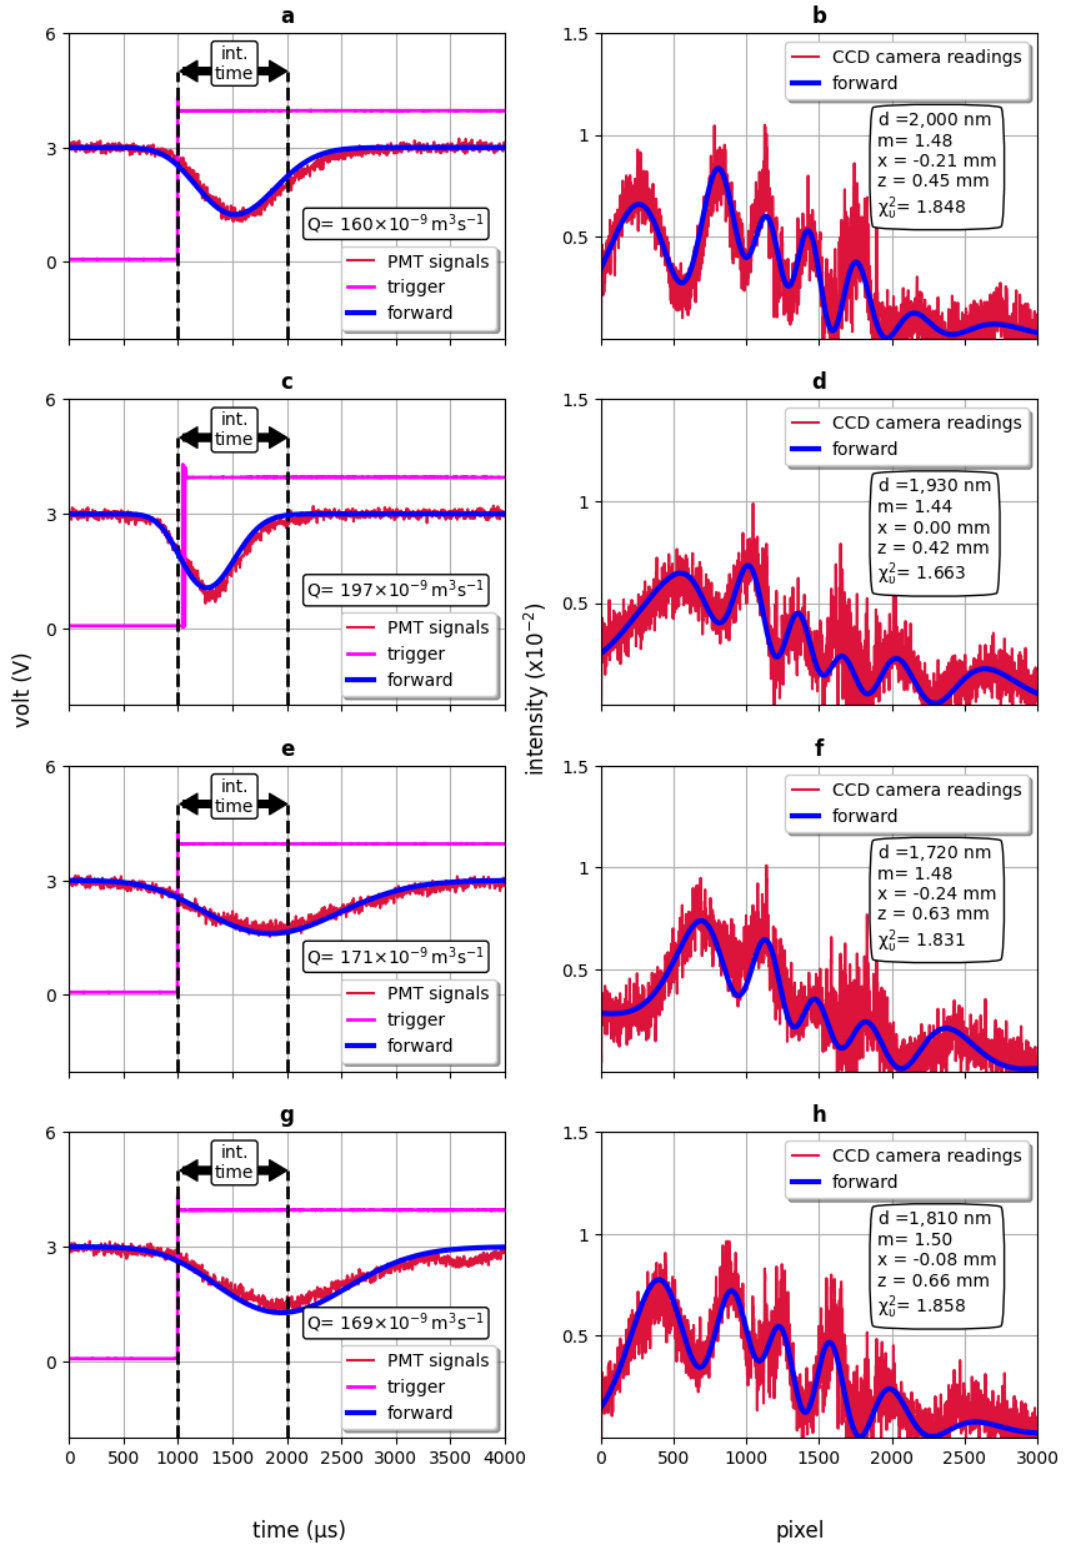 a
6
3
0
int.
time
Q= 160×10⁻⁹ m³s⁻¹
PMT signals
trigger
forward
b
1.5
1
0.5
CCD camera readings
forward
d =2,000 nm
m= 1.48
x = -0.21 mm
z = 0.45 mm
χ²ᵤ= 1.848
c
6
3
0
int.
time
Q= 197×10⁻⁹ m³s⁻¹
PMT signals
trigger
forward
d
1.5
1
0.5
CCD camera readings
forward
d =1,930 nm
m= 1.44
x = 0.00 mm
z = 0.42 mm
χ²ᵤ= 1.663
volt (V)
intensity (x10⁻²)
e
6
3
0
int.
time
Q= 171×10⁻⁹ m³s⁻¹
PMT signals
trigger
forward
f
1.5
1
0.5
CCD camera readings
forward
d =1,720 nm
m= 1.48
x = -0.24 mm
z = 0.63 mm
χ²ᵤ= 1.831
g
6
3
0
int.
time
Q= 169×10⁻⁹ m³s⁻¹
PMT signals
trigger
forward
0 500 1000 1500 2000 2500 3000 3500 4000
time (µs)
h
1.5
1
0.5
CCD camera readings
forward
d =1,810 nm
m= 1.50
x = -0.08 mm
z = 0.66 mm
χ²ᵤ= 1.858
0 500 1000 1500 2000 2500 3000
pixel